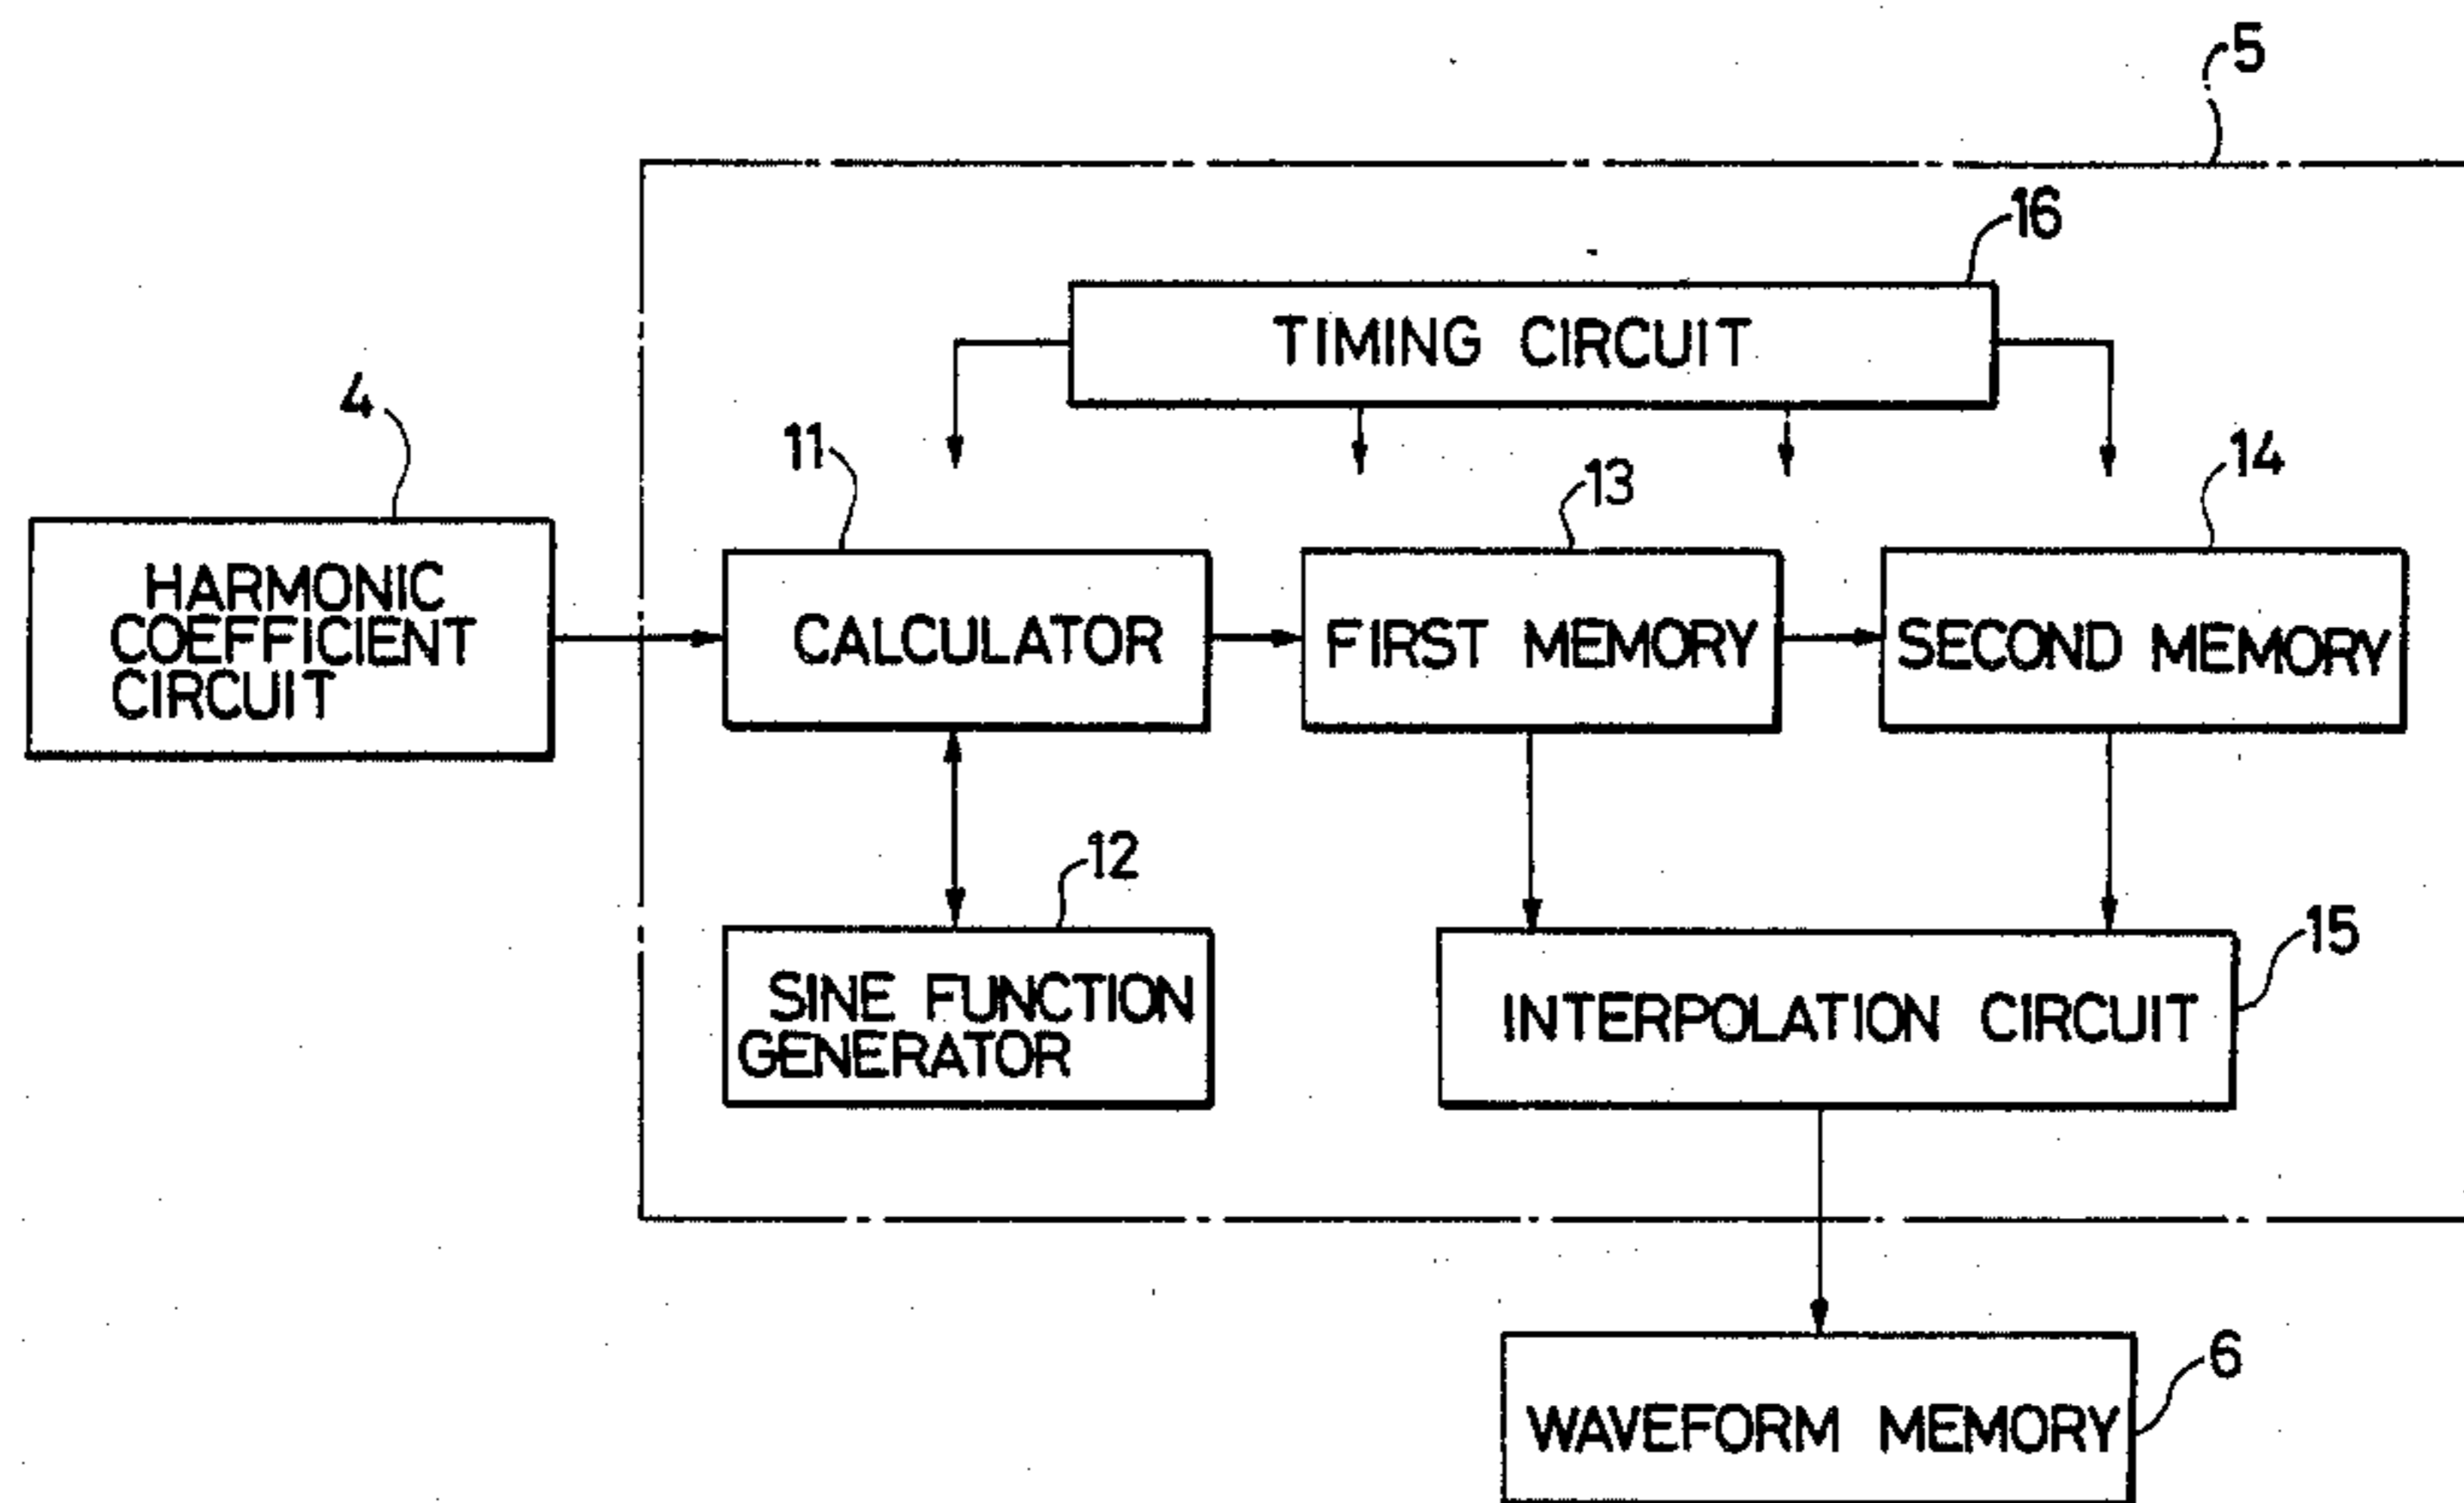 5
16
TIMING CIRCUIT
4
11
13
14
HARMONIC
COEFFICIENT
CIRCUIT
CALCULATOR
FIRST MEMORY
SECOND MEMORY
12
15
SINE FUNCTION
GENERATOR
INTERPOLATION CIRCUIT
6
WAVEFORM MEMORY